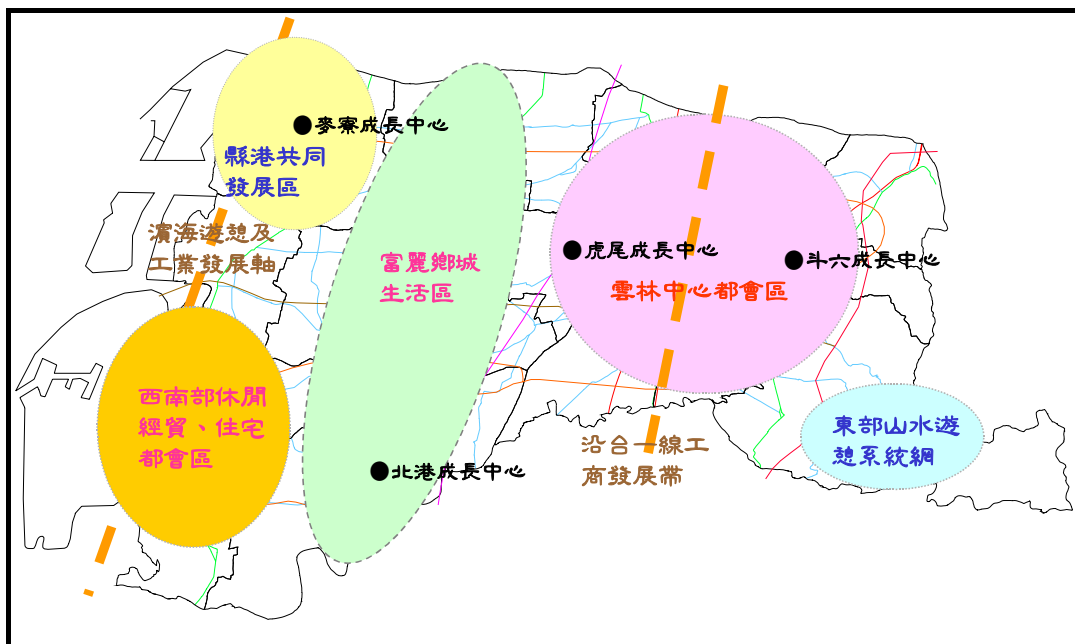 ●麥寮成長中心
縣港共同
發展區
濱海遊憩及
工業發展軸
富麗鄉城
生活區
●虎尾成長中心
●斗六成長中心
雲林中心都會區
西南部休閒
經貿、住宅
都會區
●北港成長中心
沿台一線工
商發展帶
東部山水遊
憩系統網